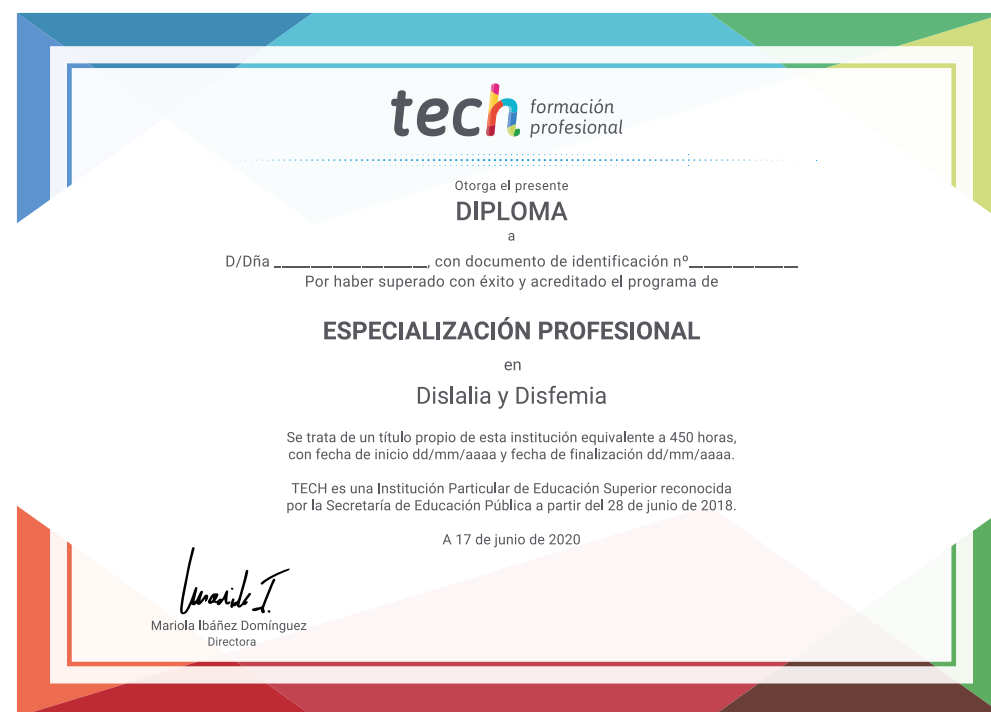 tech formación
profesional
Otorga el presente
DIPLOMA
a
D/Dña ____________________, con documento de identificación nº______________
Por haber superado con éxito y acreditado el programa de
ESPECIALIZACIÓN PROFESIONAL
en
Dislalia y Disfemia
Se trata de un título propio de esta institución equivalente a 450 horas,
con fecha de inicio dd/mm/aaaa y fecha de finalización dd/mm/aaaa.
TECH es una Institución Particular de Educación Superior reconocida
por la Secretaría de Educación Pública a partir del 28 de junio de 2018.
A 17 de junio de 2020
Mariola I.
Mariola Ibáñez Domínguez
Directora